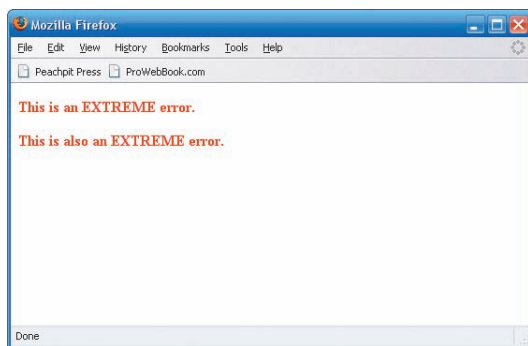 Mozilla Firefox
File Edit View History Bookmarks Tools Help
Peachpit Press ProWebBook.com
This is an EXTREME error.
This is also an EXTREME error.
Done